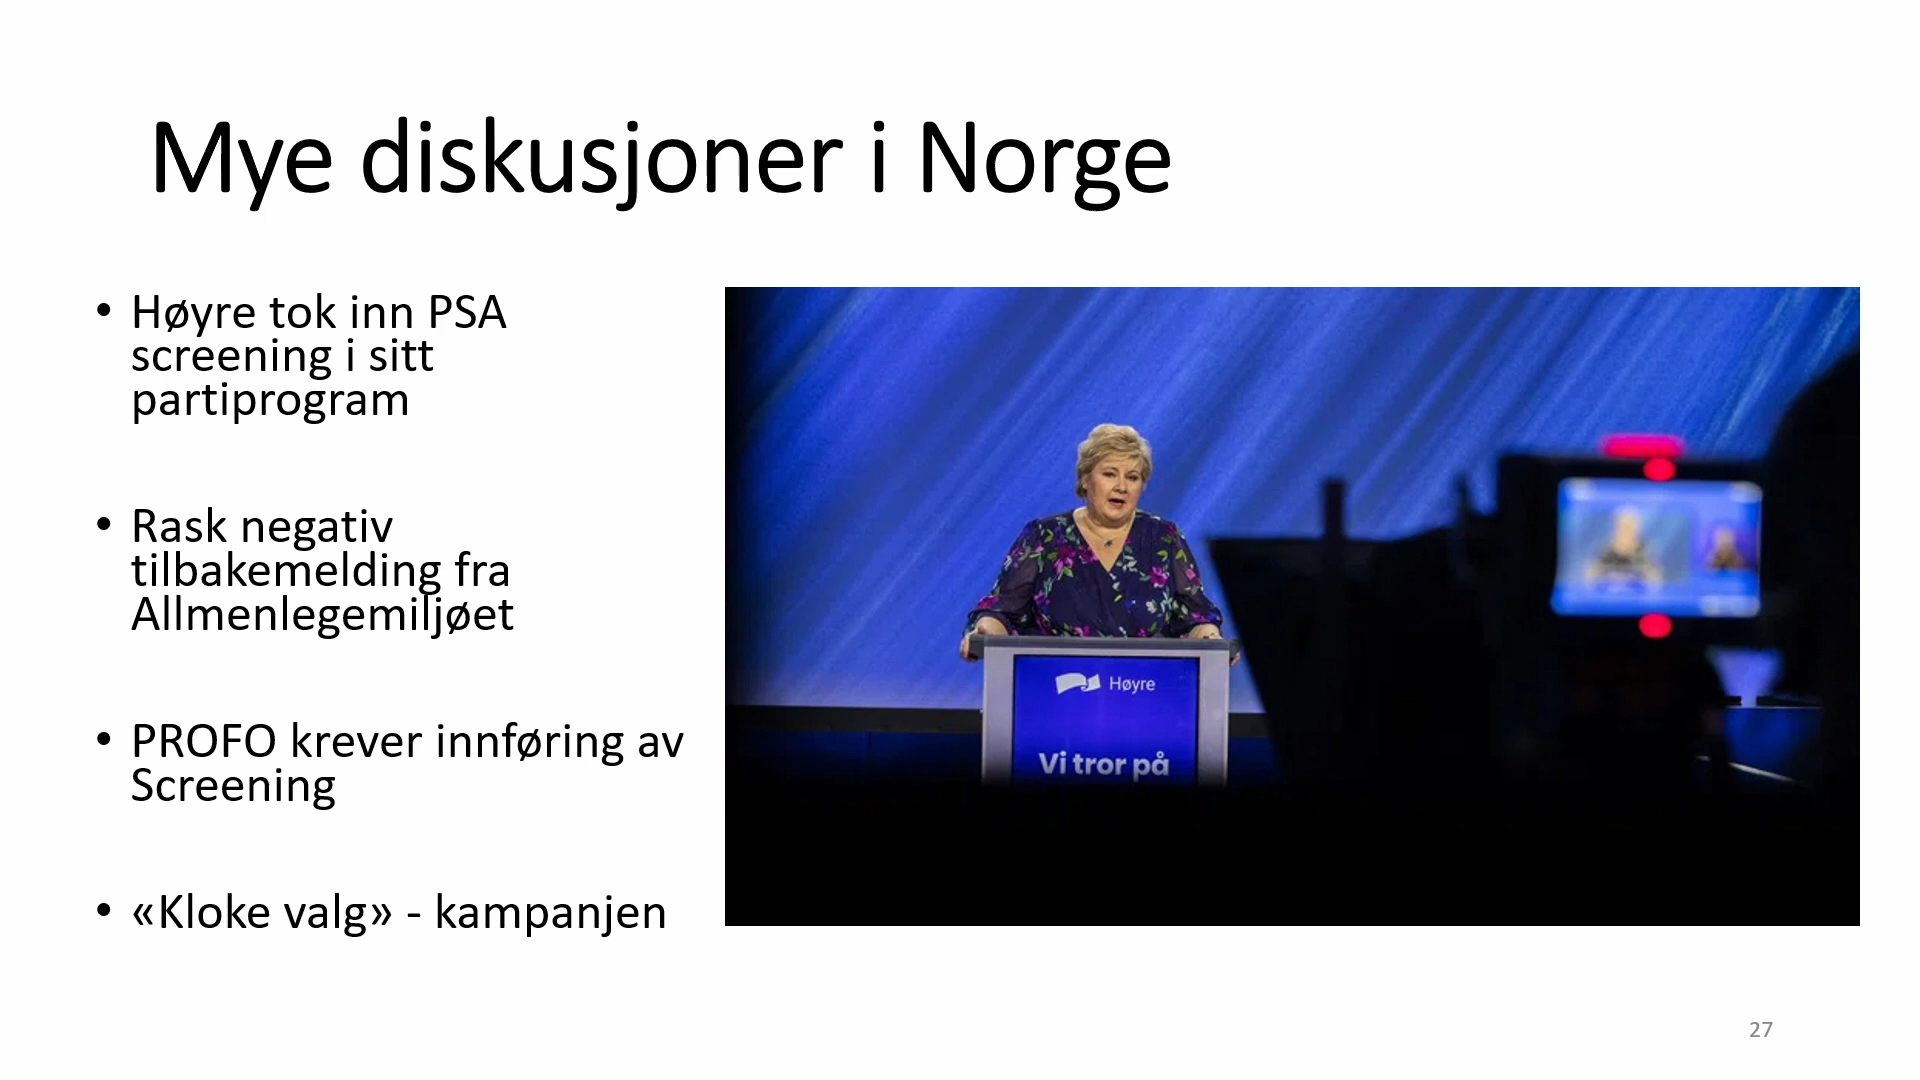 Mye diskusjoner i Norge
• Høyre tok inn PSA
screening i sitt
partiprogram
• Rask negativ
tilbakemelding fra
Allmenlegemiljøet
• PROFO krever innføring av
Screening
• «Kloke valg» - kampanjen
Høyre
Vi tror på
27